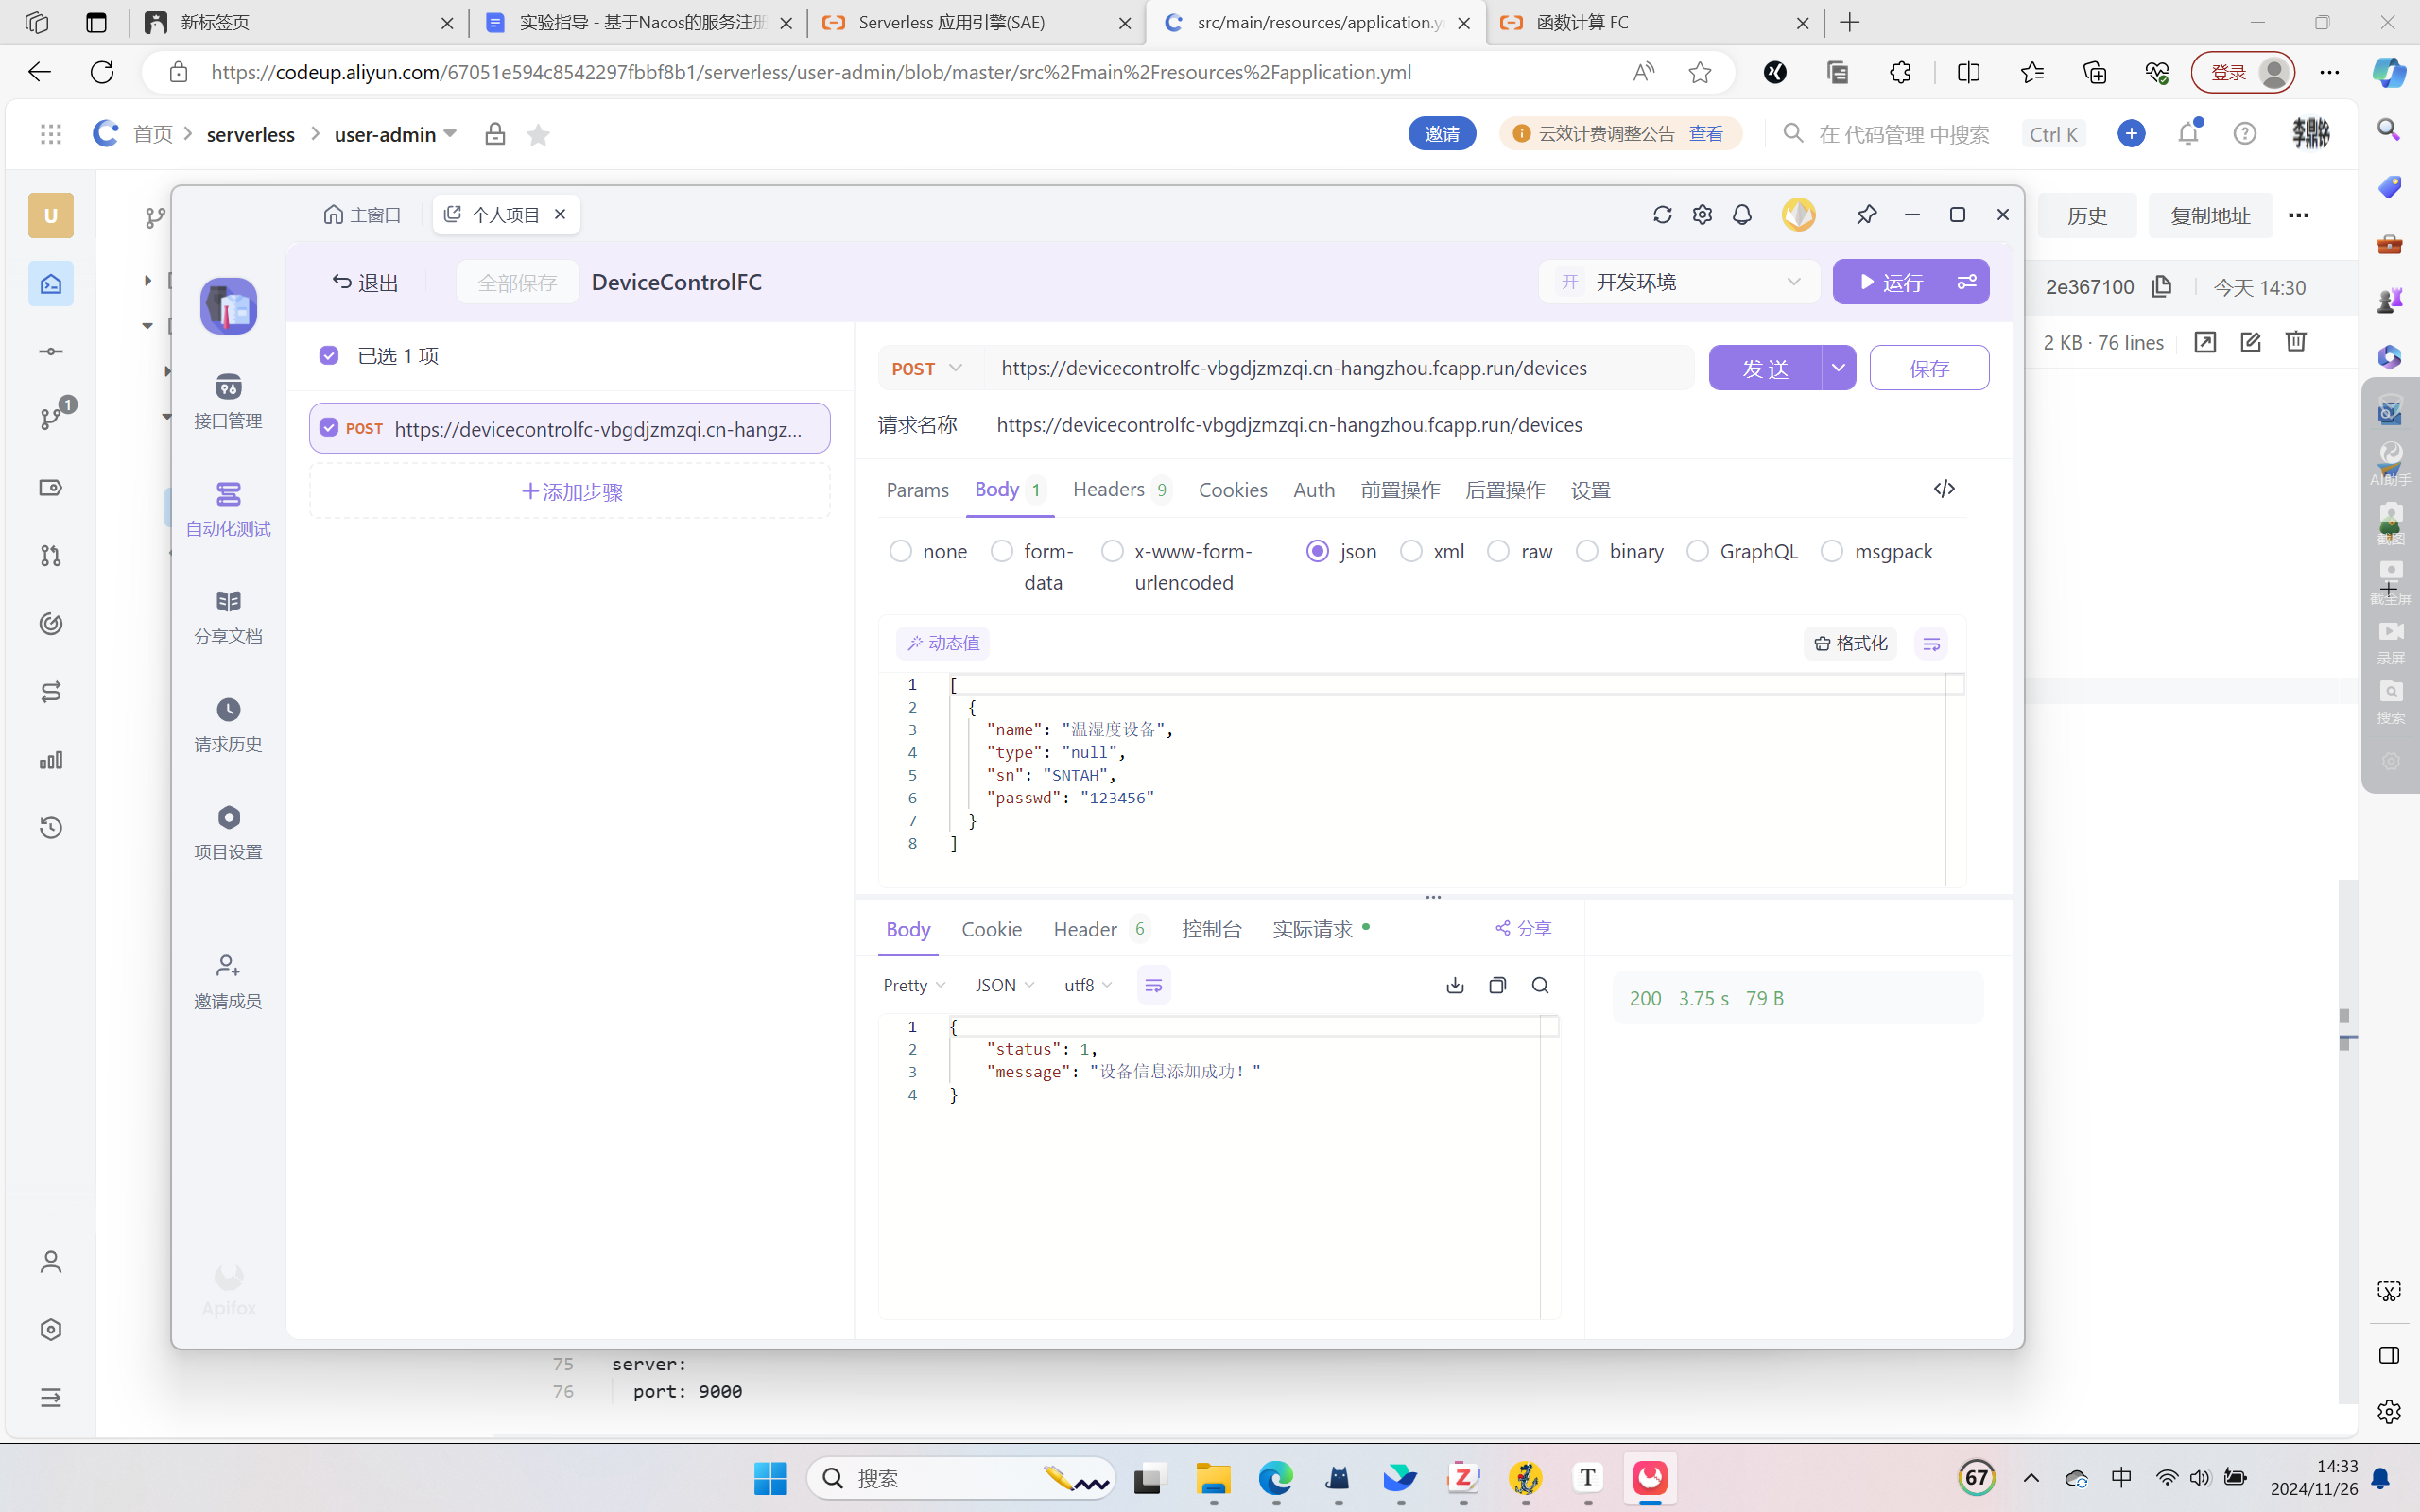 新标签页
实验指导 - 基于Nacos的服务注册
Serverless 应用引擎(SAE)
src/main/resources/application.y
函数计算 FC
https://codeup.aliyun.com/67051e594c8542297fbbf8b1/serverless/user-admin/blob/master/src%2Fmain%2Fresources%2Fapplication.yml
登录
首页
serverless
user-admin
邀请
云效计费调整公告 查看
在 代码管理 中搜索
Ctrl K
李鼎铭
U
1
主窗口
个人项目
历史
复制地址
退出
全部保存
DeviceControlFC
开 开发环境
运行
2e367100
今天 14:30
2 KB · 76 lines
接口管理
自动化测试
分享文档
请求历史
项目设置
邀请成员
Apifox
已选 1 项
POST https://devicecontrolfc-vbgdjzmzqi.cn-hangz...
添加步骤
POST
https://devicecontrolfc-vbgdjzmzqi.cn-hangzhou.fcapp.run/devices
发 送
保存
请求名称
https://devicecontrolfc-vbgdjzmzqi.cn-hangzhou.fcapp.run/devices
Params
Body 1
Headers 9
Cookies
Auth
前置操作
后置操作
设置
none
form-data
x-www-form-urlencoded
json
xml
raw
binary
GraphQL
msgpack
动态值
格式化
1 [
2 {
3 "name": "温湿度设备",
4 "type": "null",
5 "sn": "SNTAH",
6 "passwd": "123456"
7 }
8 ]
Body
Cookie
Header 6
控制台
实际请求
分享
Pretty
JSON
utf8
200 3.75 s 79 B
1 {
2 "status": 1,
3 "message": "设备信息添加成功！"
4 }
75 server:
76 port: 9000
AI助手
截图
截全屏
录屏
搜索
搜索
67
中
14:33
2024/11/26